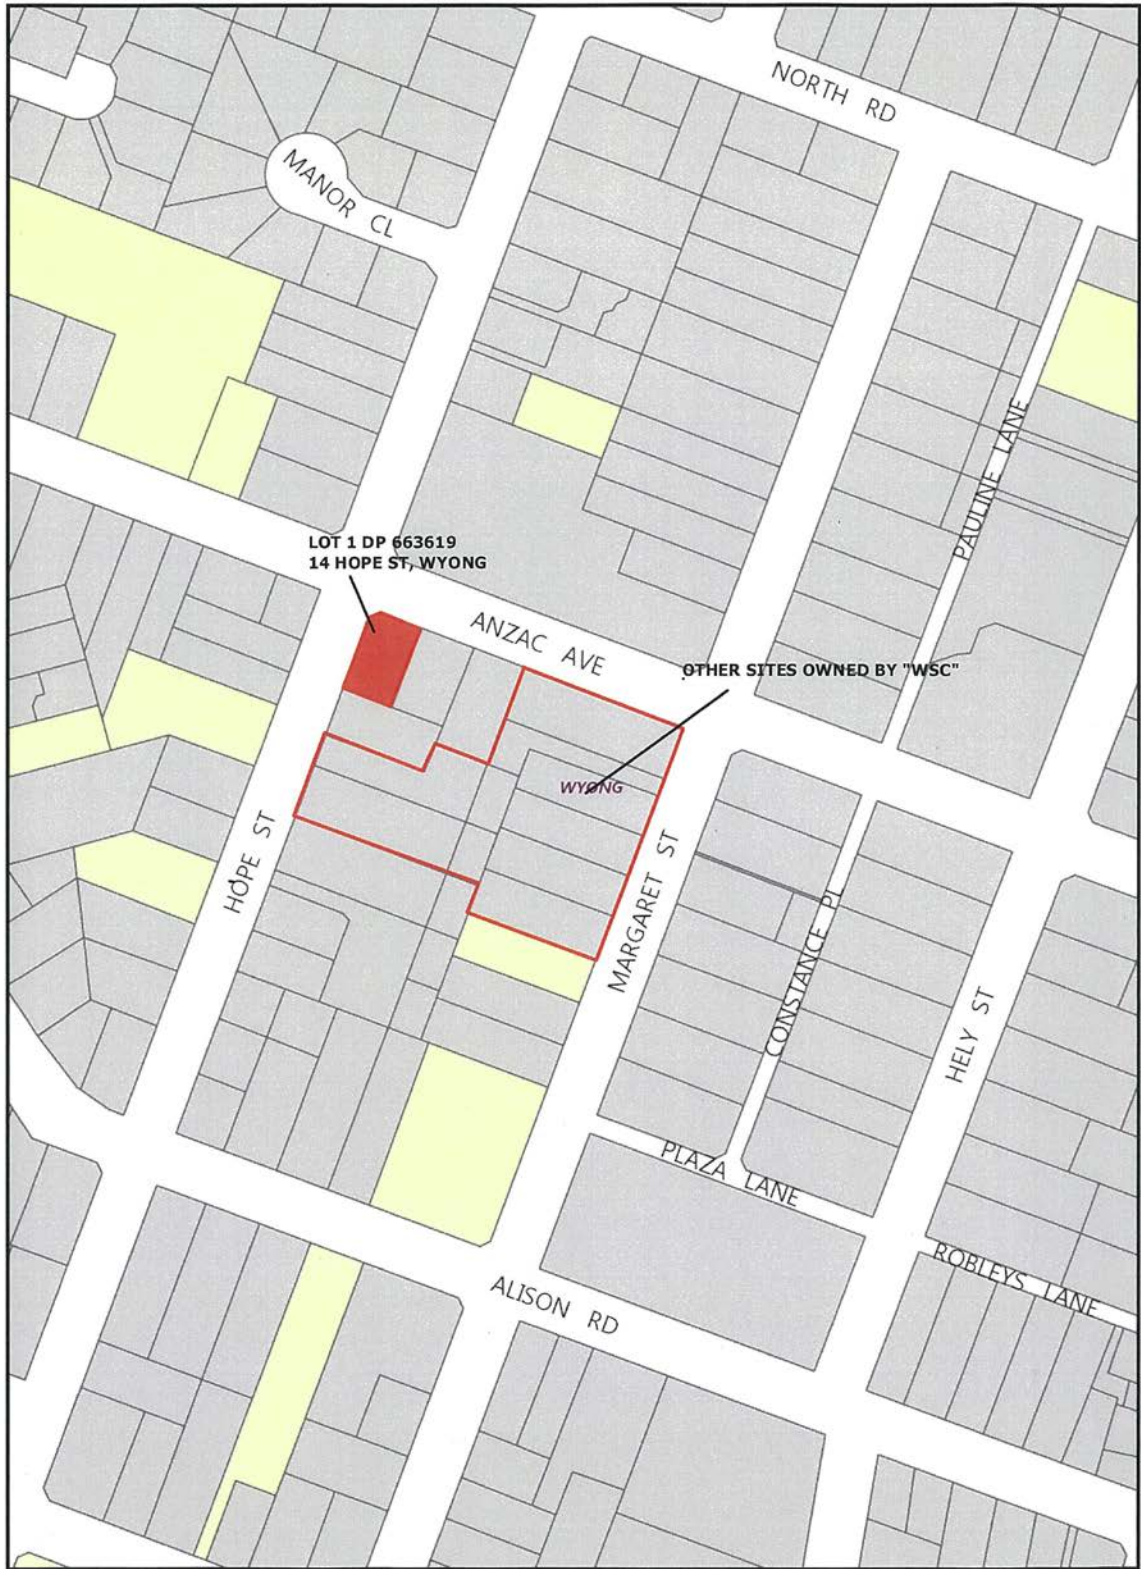 NORTH RD
MANOR CL
PAULINE LANE
LOT 1 DP 663619
14 HOPE ST, WYONG
ANZAC AVE
OTHER SITES OWNED BY "WSC"
WYONG
HOPE ST
MARGARET ST
CONSTANCE PL
HELY ST
PLAZA LANE
ROBLEYS LANE
ALISON RD